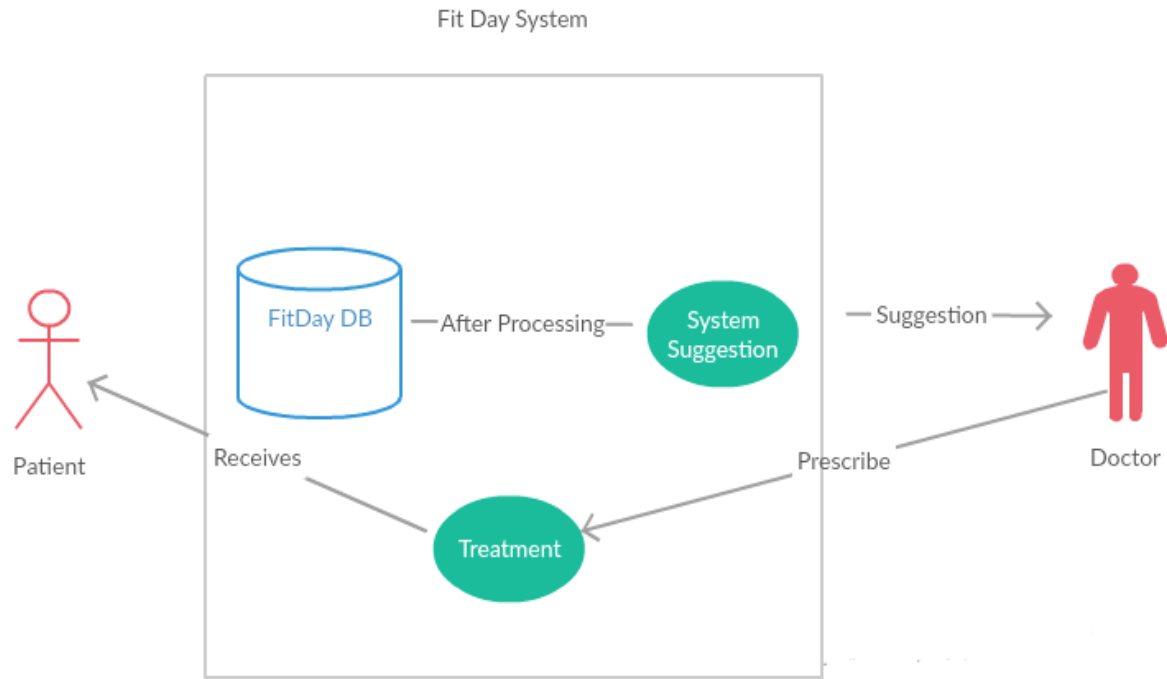 Fit Day System
FitDay DB
After Processing
System
Suggestion
Suggestion
Patient
Receives
Prescribe
Doctor
Treatment